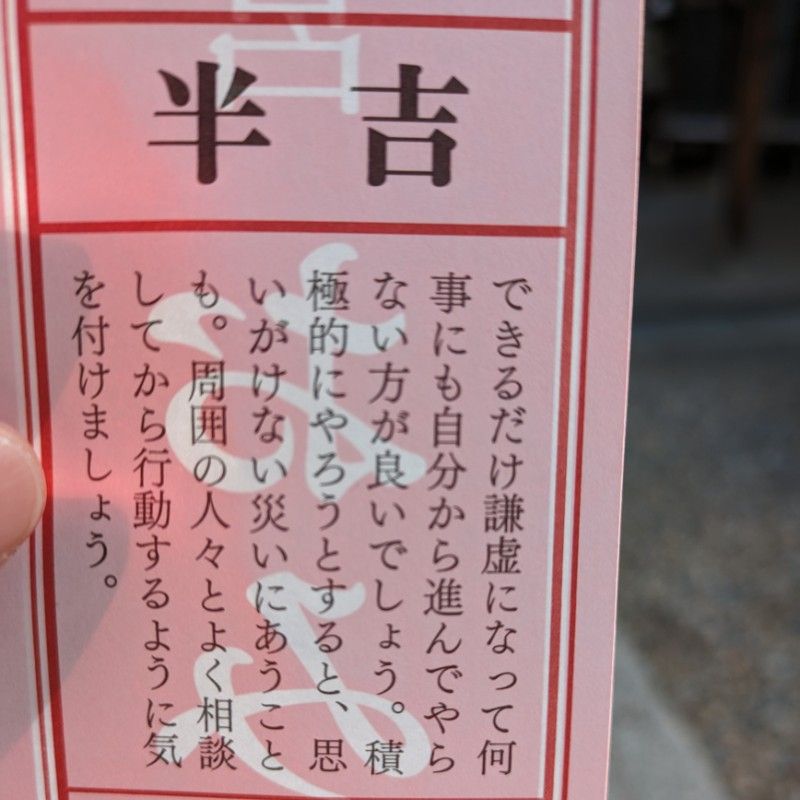 半吉
できるだけ謙虚になって何
事にも自分から進んでやら
ない方が良いでしょう。積
極的にやろうとすると、思
いがけない災いにあうこと
も。周囲の人々とよく相談
してから行動するように気
を付けましょう。